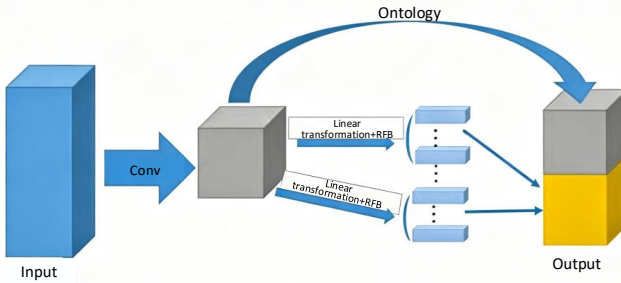 Ontology
Linear
transformation+RFB
Conv
Linear
transformation+RFB
Input
Output